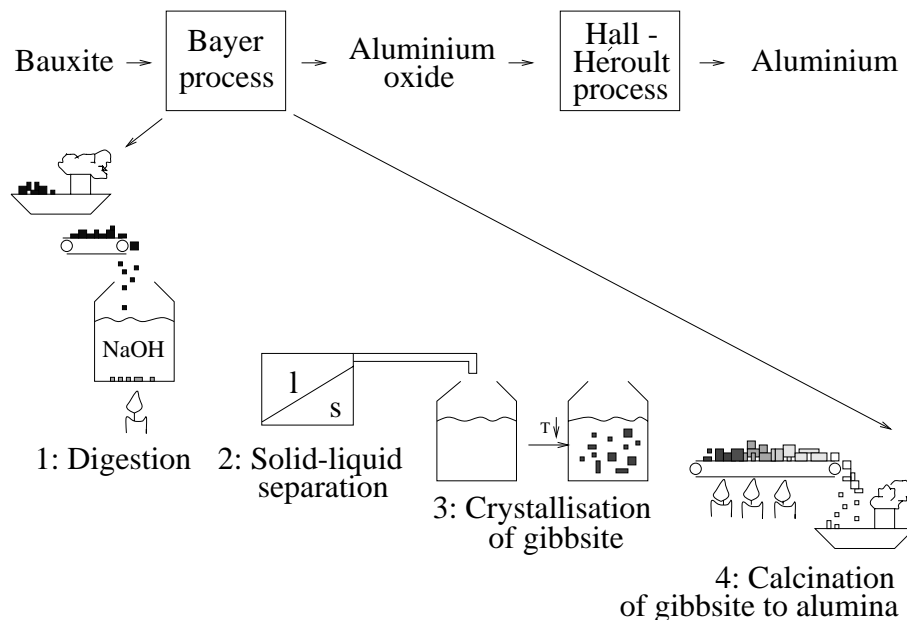 Bauxite
Bayer
process
Aluminium
oxide
Hall -
Héroult
process
Aluminium
NaOH
1: Digestion
l
s
2: Solid-liquid
separation
T
3: Crystallisation
of gibbsite
4: Calcination
of gibbsite to alumina